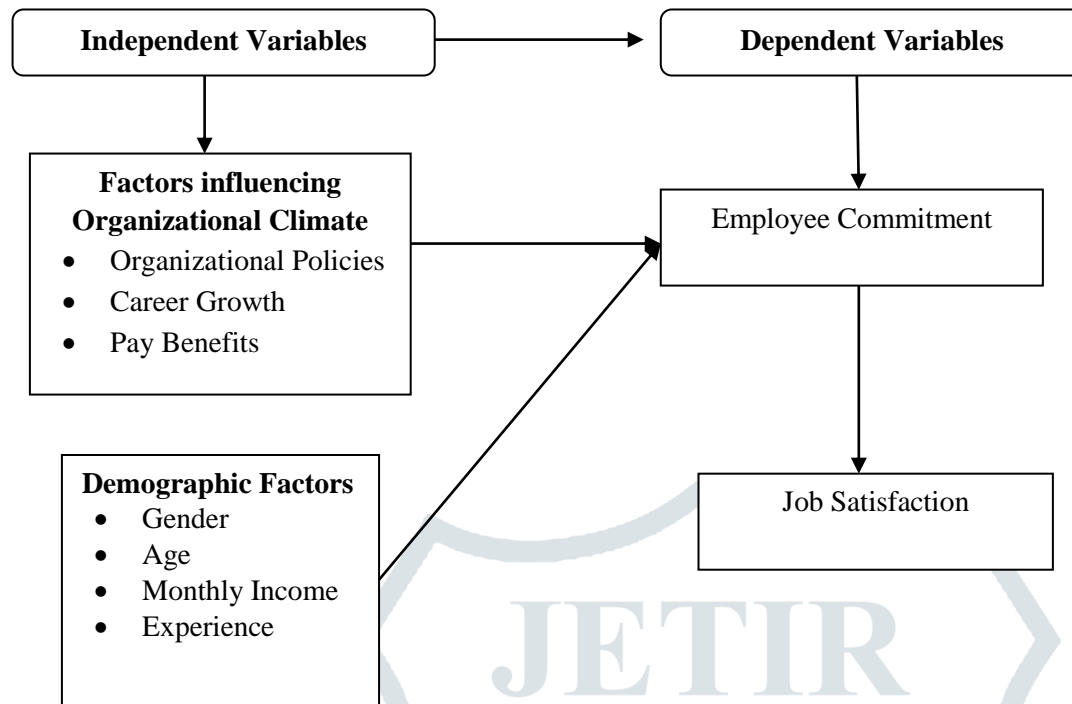 Independent Variables
Dependent Variables
Factors influencing
Organizational Climate
• Organizational Policies
• Career Growth
• Pay Benefits
Employee Commitment
Demographic Factors
• Gender
• Age
• Monthly Income
• Experience
Job Satisfaction
JETIR